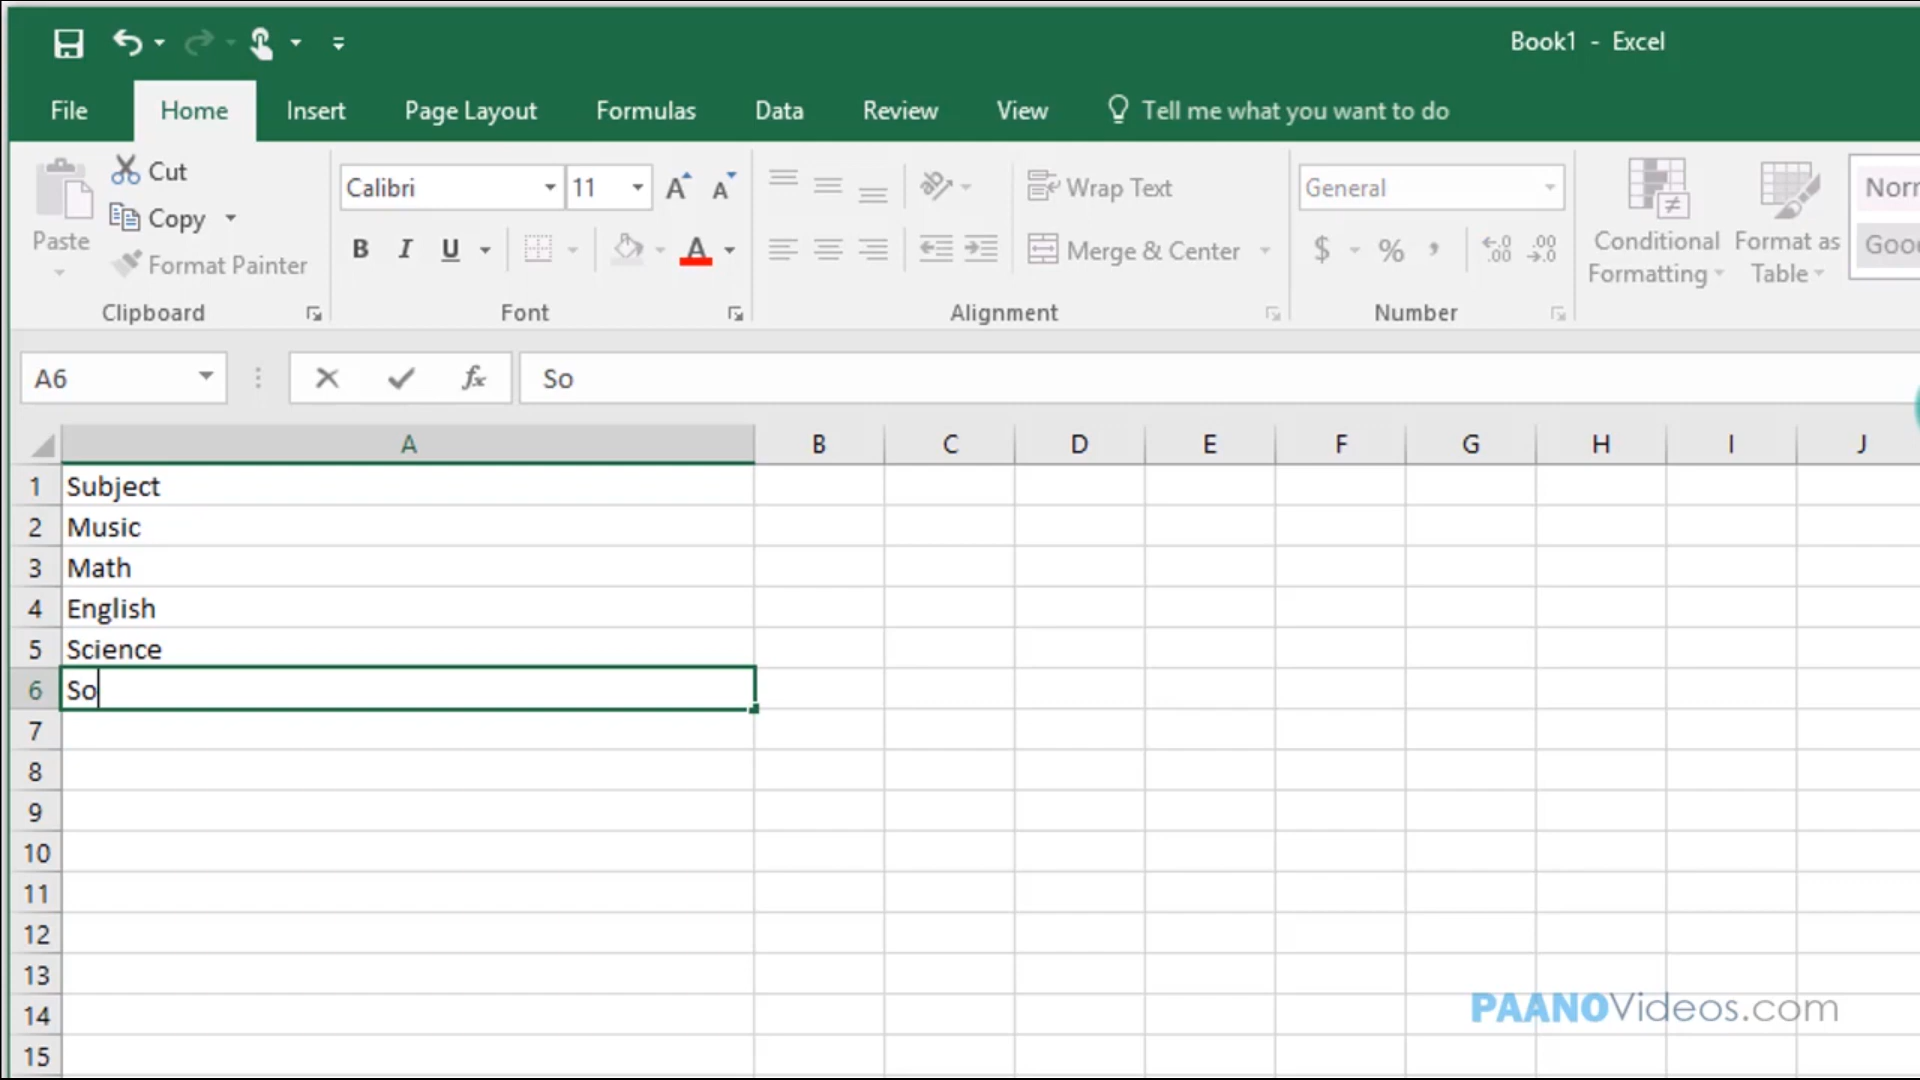 Book1 - Excel
File Home Insert Page Layout Formulas Data Review View Tell me what you want to do
Cut
Copy
Paste
Format Painter
Clipboard
Calibri 11
B I U A
Font
Wrap Text
Merge & Center
Alignment
General
$ % ,
Number
Conditional
Formatting
Format as
Table
A6 fx So
A B C D E F G H I J
1 Subject
2 Music
3 Math
4 English
5 Science
6 So
7
8
9
10
11
12
13
14
15
PAANOVideos.com